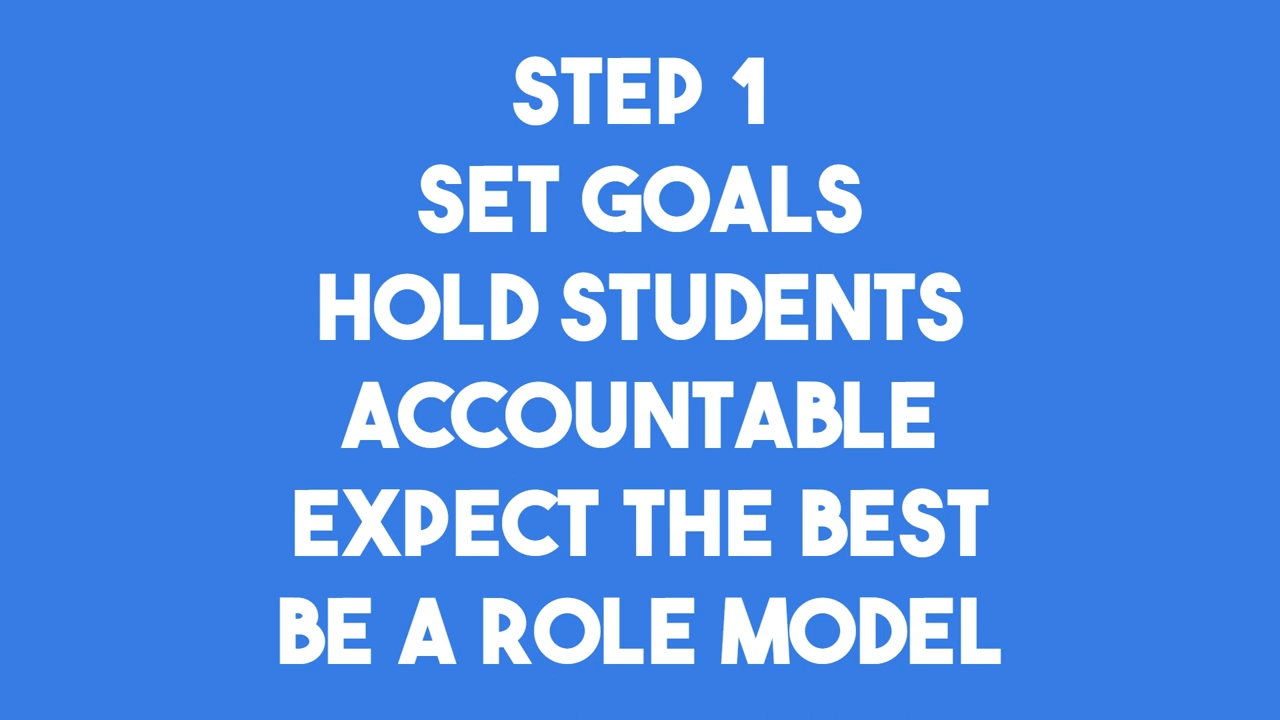 STEP 1
SET GOALS
HOLD STUDENTS
ACCOUNTABLE
EXPECT THE BEST
BE A ROLE MODEL